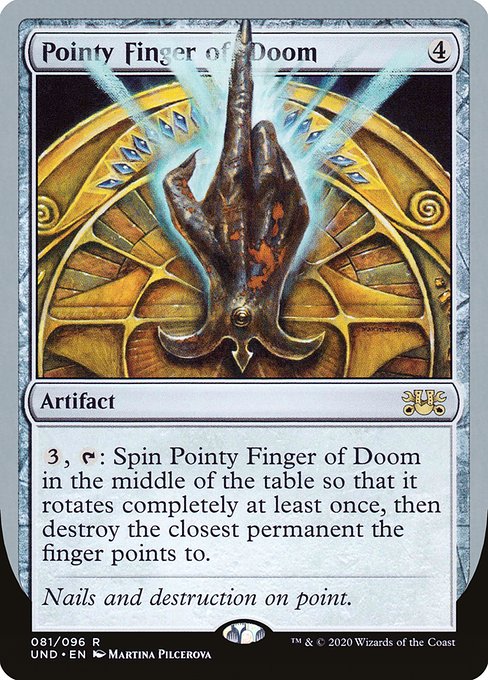 Pointy Finger of Doom 4
Artifact
3, : Spin Pointy Finger of Doom
in the middle of the table so that it
rotates completely at least once, then
destroy the closest permanent the
finger points to.
Nails and destruction on point.
081/096 R
UND • EN MARTINA PILCEROVA
™ & © 2020 Wizards of the Coast